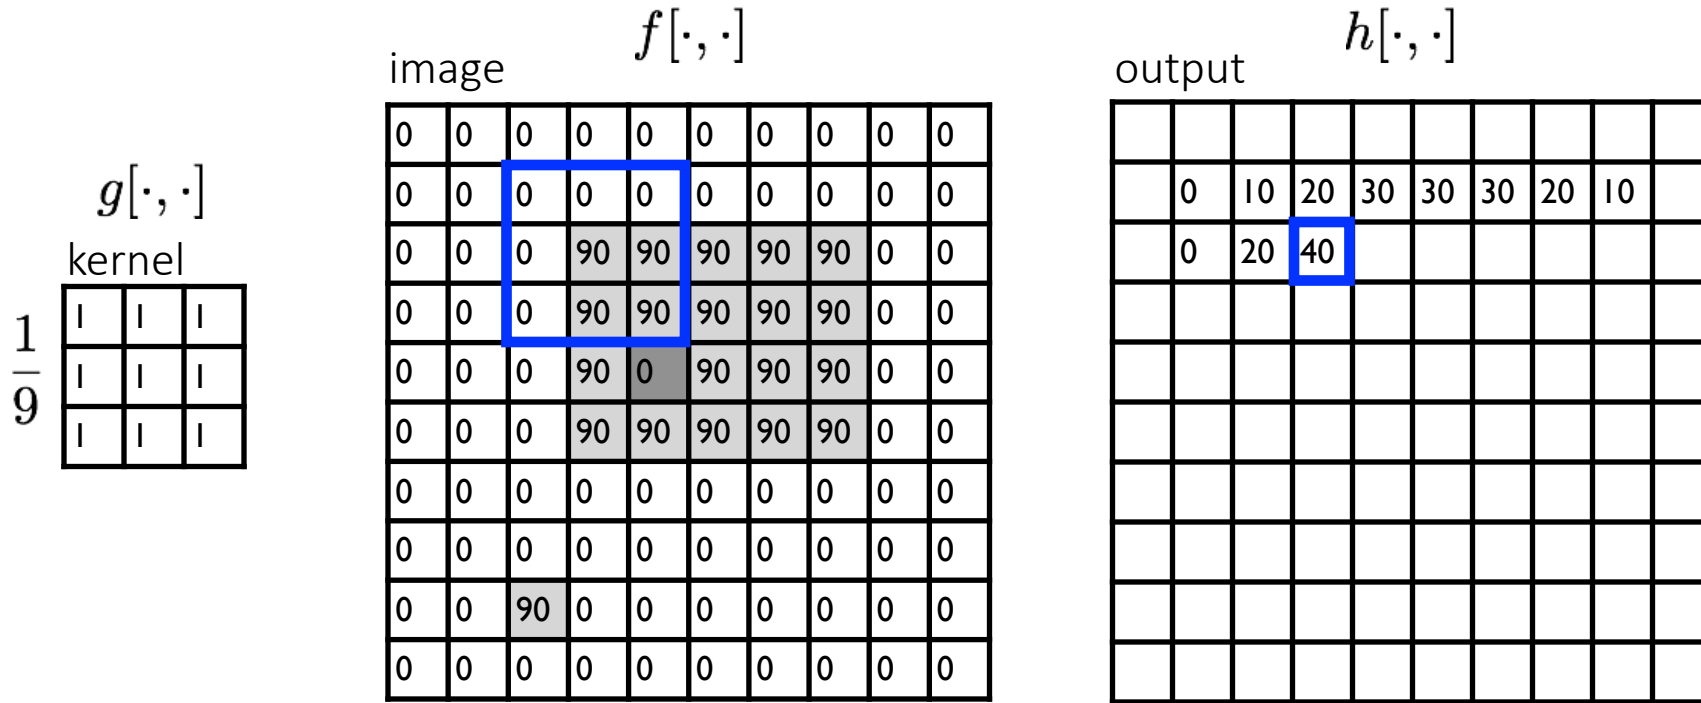 f[·, ·]
h[·, ·]
image
output
g[·, ·]
kernel
1/9
1 1 1
1 1 1
1 1 1
0 0 0 0 0 0 0 0 0 0
0 0 0 0 0 0 0 0 0 0
0 0 0 90 90 90 90 90 0 0
0 0 0 90 90 90 90 90 0 0
0 0 0 90 0 90 90 90 0 0
0 0 0 90 90 90 90 90 0 0
0 0 0 0 0 0 0 0 0 0
0 0 0 0 0 0 0 0 0 0
0 0 90 0 0 0 0 0 0 0
0 0 0 0 0 0 0 0 0 0
0 10 20 30 30 30 20 10
0 20 40